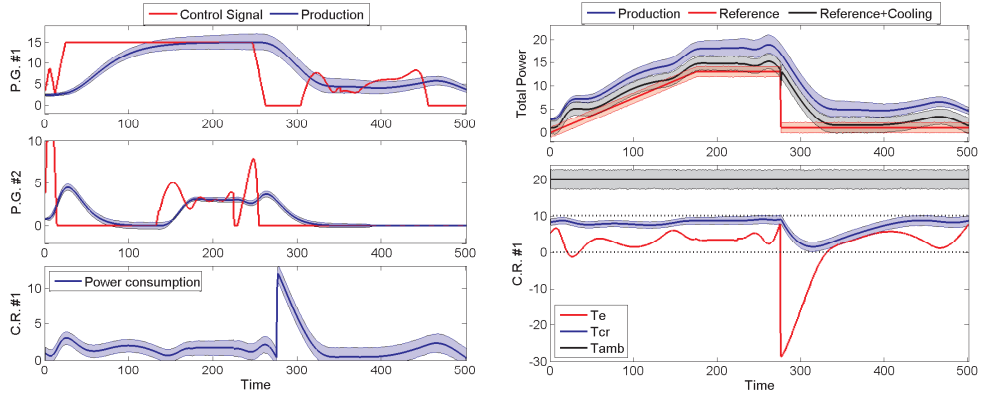 Control Signal Production
P.G. #1
15
10
5
0
0 100 200 300 400 500
P.G. #2
10
5
0
0 100 200 300 400 500
Power consumption
C.R. #1
10
5
0
0 100 200 300 400 500
Time
Production Reference Reference+Cooling
Total Power
20
15
10
5
0
0 100 200 300 400 500
C.R. #1
20
10
0
-10
-20
-30
Te
Tcr
Tamb
0 100 200 300 400 500
Time